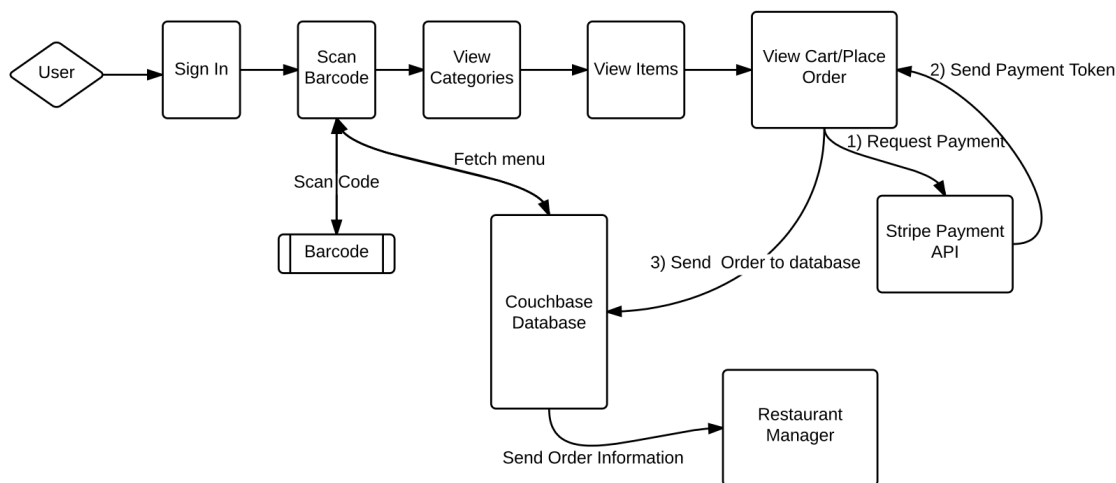 User
Sign In
Scan
Barcode
View
Categories
View Items
View Cart/Place
Order
2) Send Payment Token
1) Request Payment
Fetch menu
Scan Code
Barcode
Stripe Payment
API
3) Send  Order to database
Couchbase
Database
Restaurant
Manager
Send Order Information